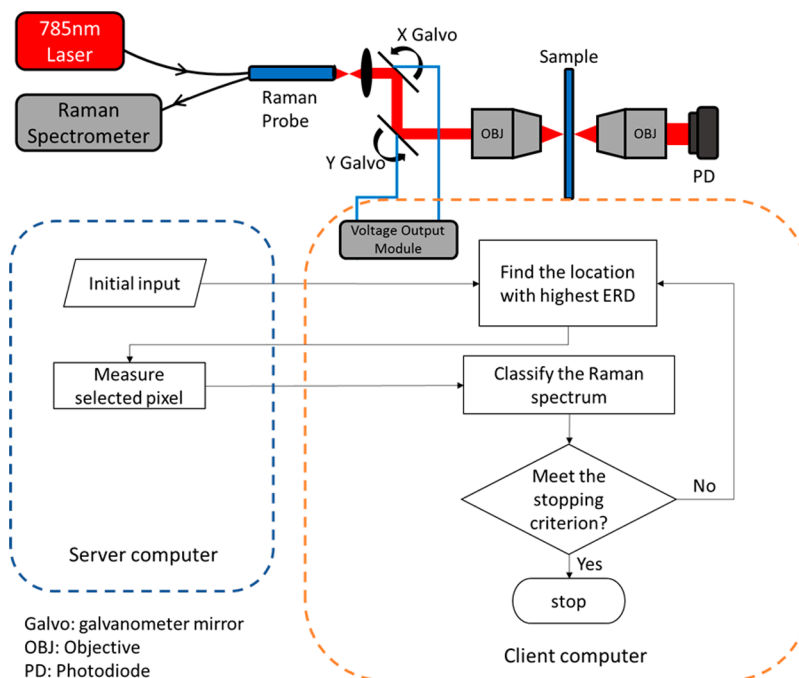 785nm
Laser
Raman
Spectrometer
Raman
Probe
X Galvo
Y Galvo
OBJ
Sample
OBJ
PD
Voltage Output
Module
Initial input
Find the location
with highest ERD
Measure
selected pixel
Classify the Raman
spectrum
Meet the
stopping
criterion?
No
Yes
stop
Server computer
Client computer
Galvo: galvanometer mirror
OBJ: Objective
PD: Photodiode